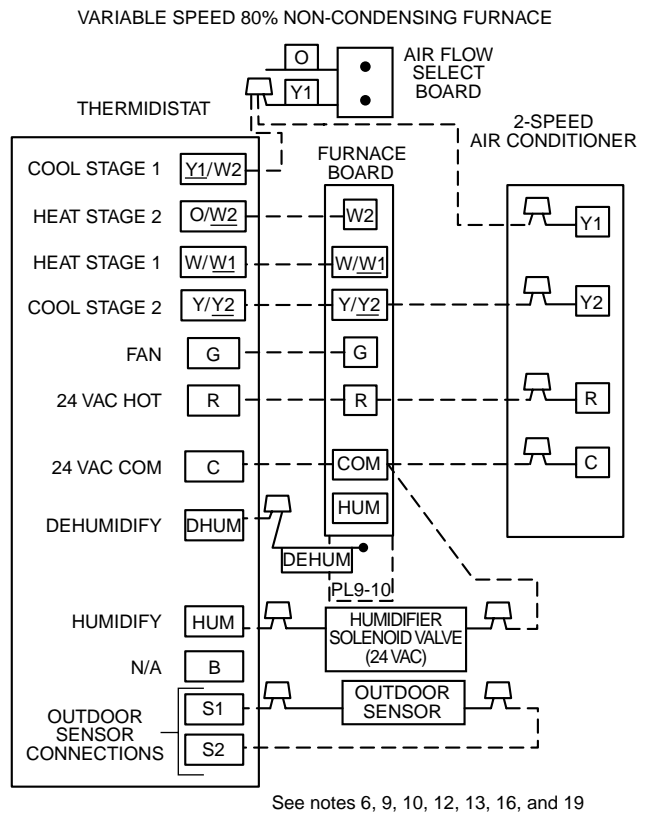 VARIABLE SPEED 80% NON-CONDENSING FURNACE
O
Y1
AIR FLOW
SELECT
BOARD
THERMIDISTAT
FURNACE
BOARD
2-SPEED
AIR CONDITIONER
COOL STAGE 1 Y1/W2
Y1
HEAT STAGE 2 O/W2 W2
HEAT STAGE 1 W/W1 W/W1
COOL STAGE 2 Y/Y2 Y/Y2 Y2
FAN G G
24 VAC HOT R R R
24 VAC COM C COM C
HUM
DEHUMIDIFY DHUM
DEHUM
PL9-10
HUMIDIFY HUM
HUMIDIFIER
SOLENOID VALVE
(24 VAC)
N/A B
OUTDOOR
SENSOR
CONNECTIONS
S1
S2
OUTDOOR
SENSOR
See notes 6, 9, 10, 12, 13, 16, and 19